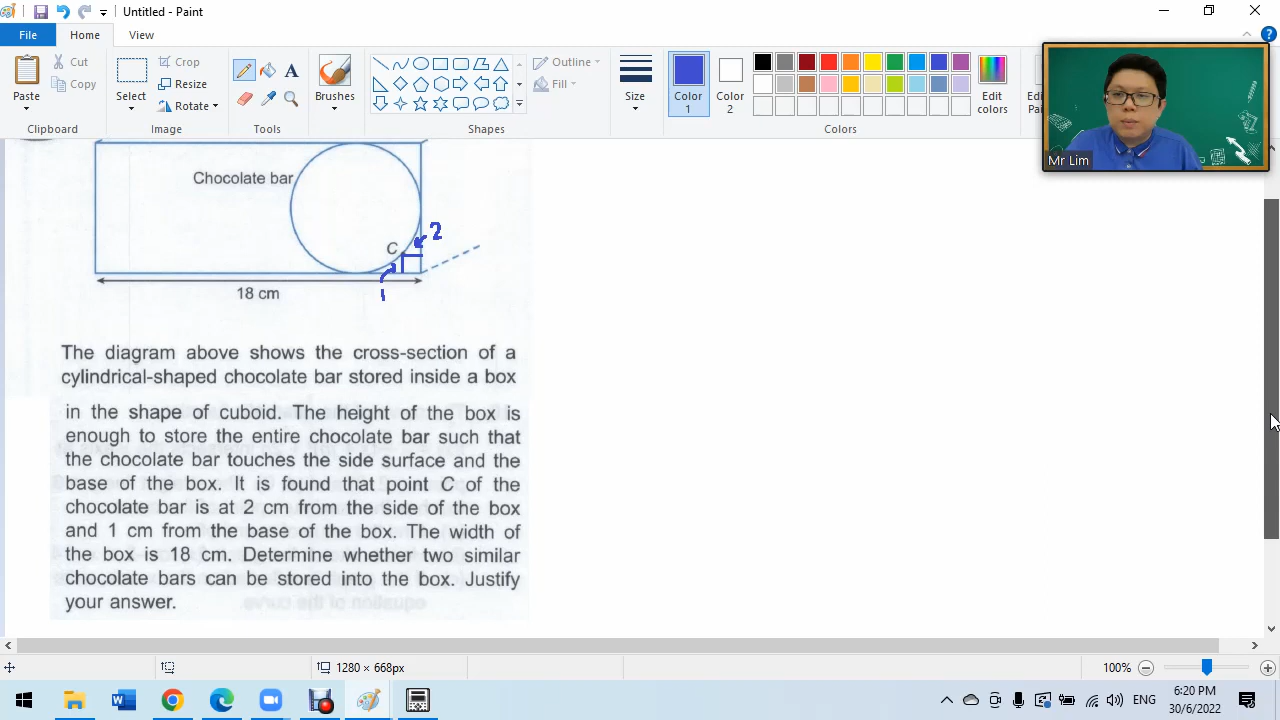 Untitled - Paint
File
Home
View
Paste
Cut
Copy
Clipboard
Select
Crop
Resize
Rotate
Image
A
Tools
Brushes
Outline
Fill
Shapes
Size
Color
1
Color
2
Edit
colors
Colors
Edit
Mr Lim
Chocolate bar
C
2
1
18 cm
The diagram above shows the cross-section of a
cylindrical-shaped chocolate bar stored inside a box
in the shape of cuboid. The height of the box is
enough to store the entire chocolate bar such that
the chocolate bar touches the side surface and the
base of the box. It is found that point C of the
chocolate bar is at 2 cm from the side of the box
and 1 cm from the base of the box. The width of
the box is 18 cm. Determine whether two similar
chocolate bars can be stored into the box. Justify
your answer.
1280 × 668px
100%
ENG
6:20 PM
30/6/2022